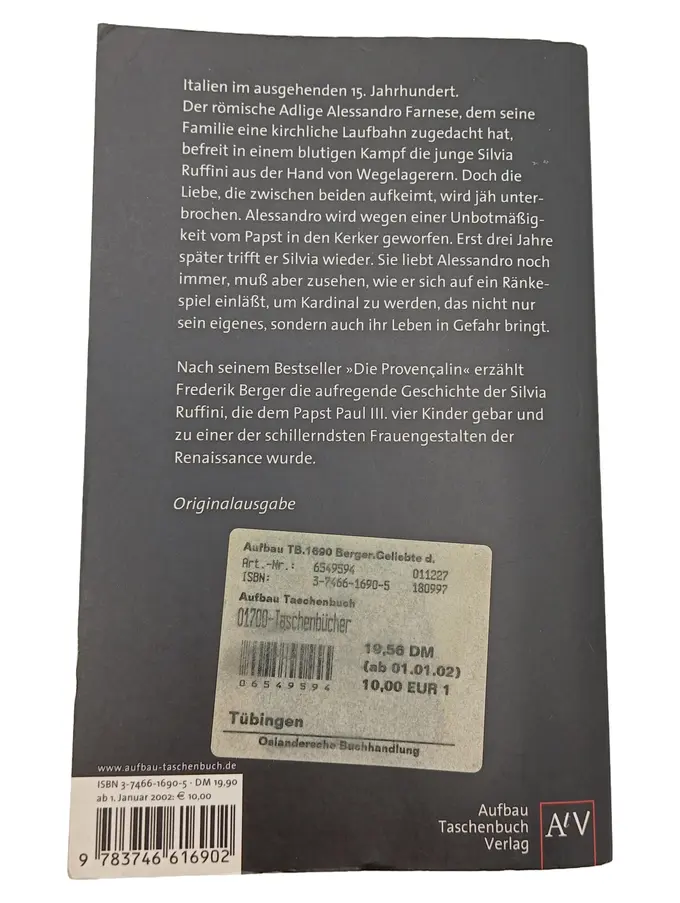 Italien im ausgehenden 15. Jahrhundert.
Der römische Adlige Alessandro Farnese, dem seine
Familie eine kirchliche Laufbahn zugedacht hat,
befreit in einem blutigen Kampf die junge Silvia
Ruffini aus der Hand von Wegelagerern. Doch die
Liebe, die zwischen beiden aufkeimt, wird jäh unter-
brochen. Alessandro wird wegen einer Unbotmäßig-
keit vom Papst in den Kerker geworfen. Erst drei Jahre
später trifft er Silvia wieder. Sie liebt Alessandro noch
immer, muß aber zusehen, wie er sich auf ein Ränke-
spiel einläßt, um Kardinal zu werden, das nicht nur
sein eigenes, sondern auch ihr Leben in Gefahr bringt.
Nach seinem Bestseller »Die Provençalin« erzählt
Frederik Berger die aufregende Geschichte der Silvia
Ruffini, die dem Papst Paul III. vier Kinder gebar und
zu einer der schillerndsten Frauengestalten der
Renaissance wurde.
Originalausgabe
Aufbau TB.1690 Berger.Geliebte d.
Art.-Nr.: 6549594 011227
ISBN: 3-7466-1690-5 180997
Aufbau Taschenbuch
01700-Taschenbücher
19,56 DM
(ab 01.01.02)
06549594 10,00 EUR 1
Tübingen
Osiandersche Buchhandlung
www.aufbau-taschenbuch.de
ISBN 3-7466-1690-5 · DM 19,90
ab 1. Januar 2002: € 10,00
9 783746 616902
Aufbau
Taschenbuch
Verlag
AtV